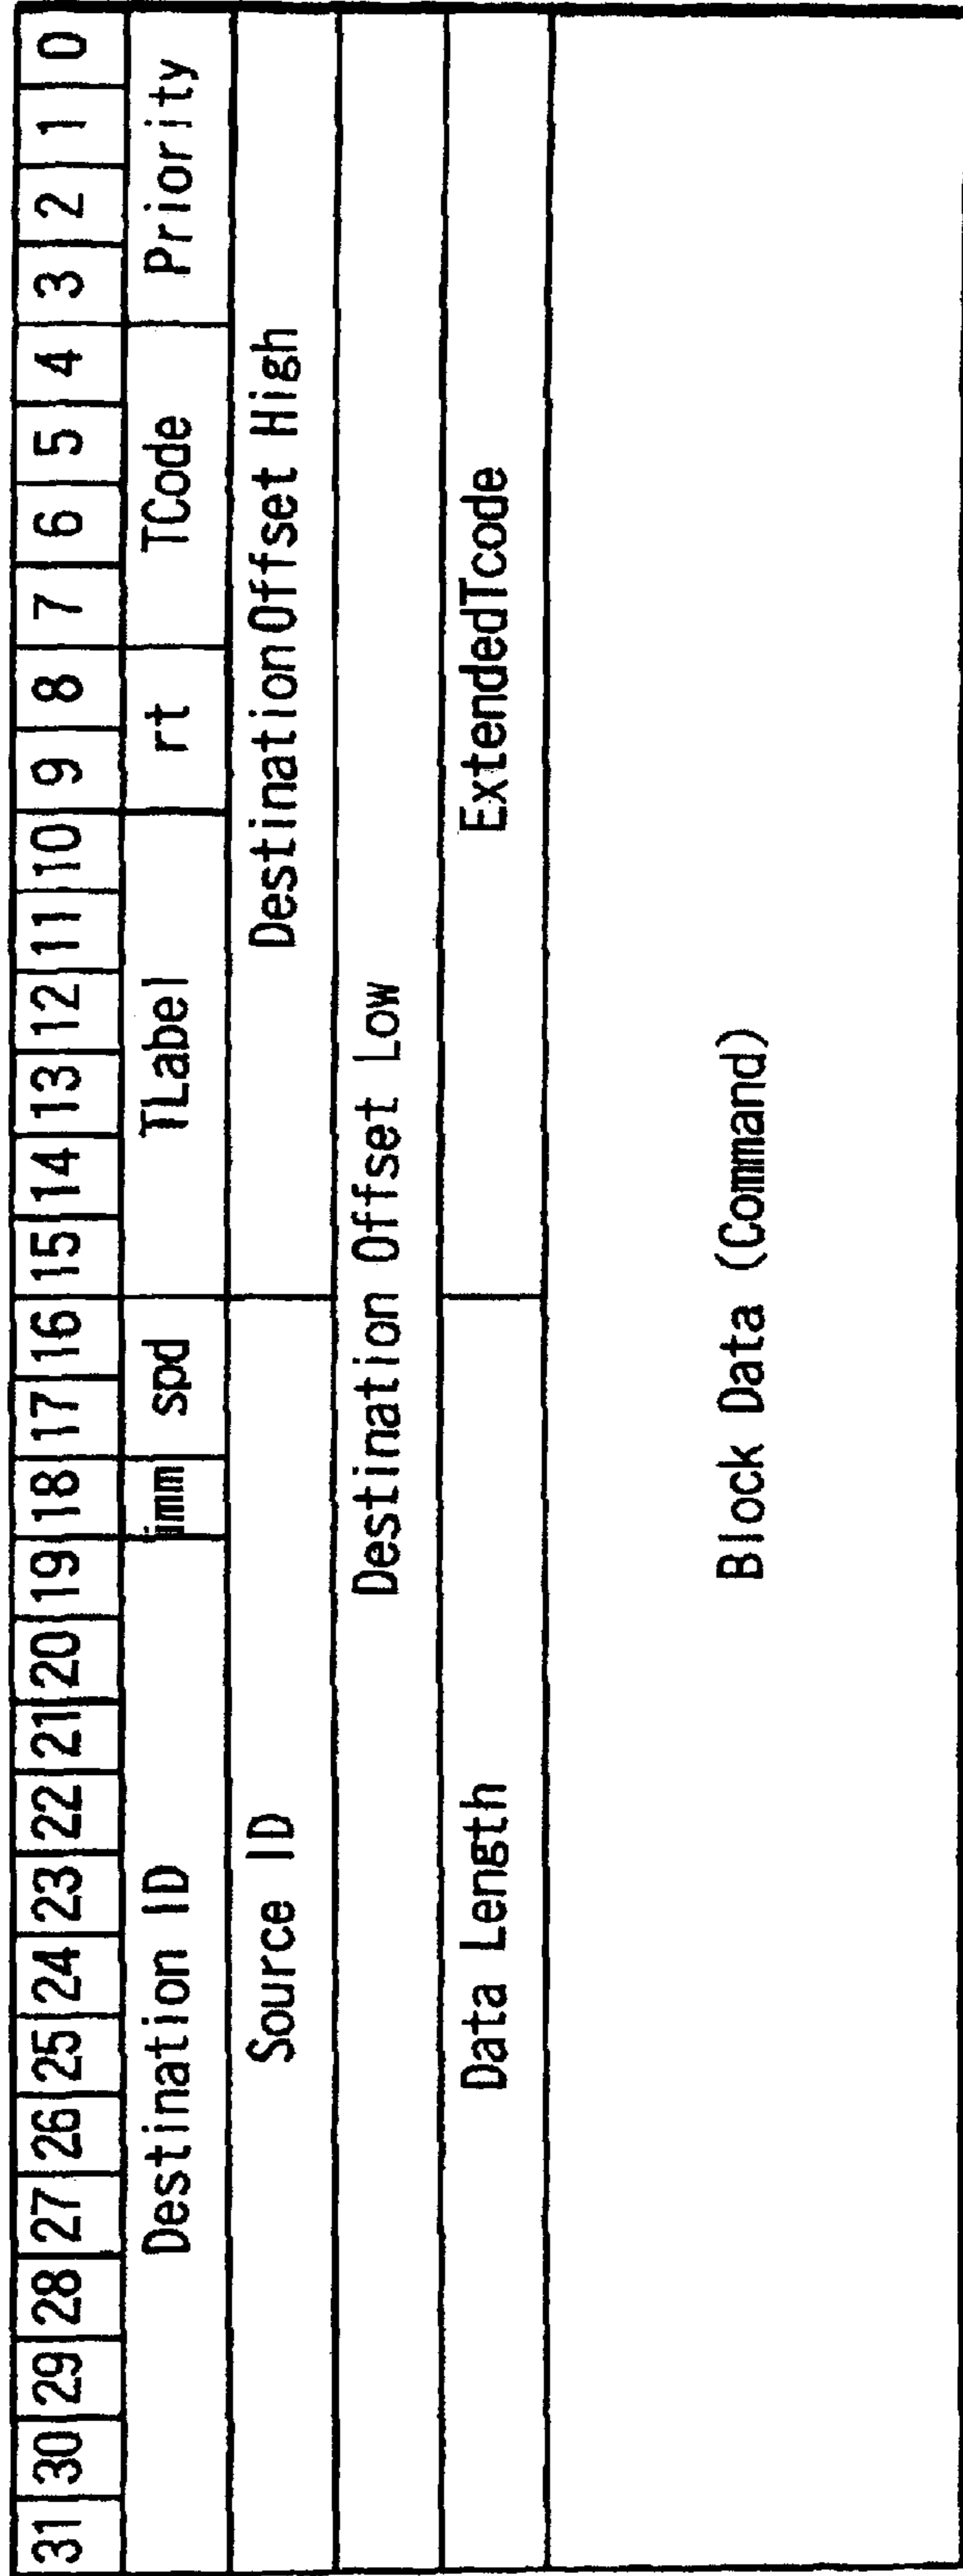 31 30 29 28 27 26 25 24 23 22 21 20 19 18 17 16 15 14 13 12 11 10 9 8 7 6 5 4 3 2 1 0
Destination ID imm spd TLabel rt TCode Priority
Source ID DestinationOffset High
Destination Offset Low
Data Length ExtendedTcode
Block Data (Command)